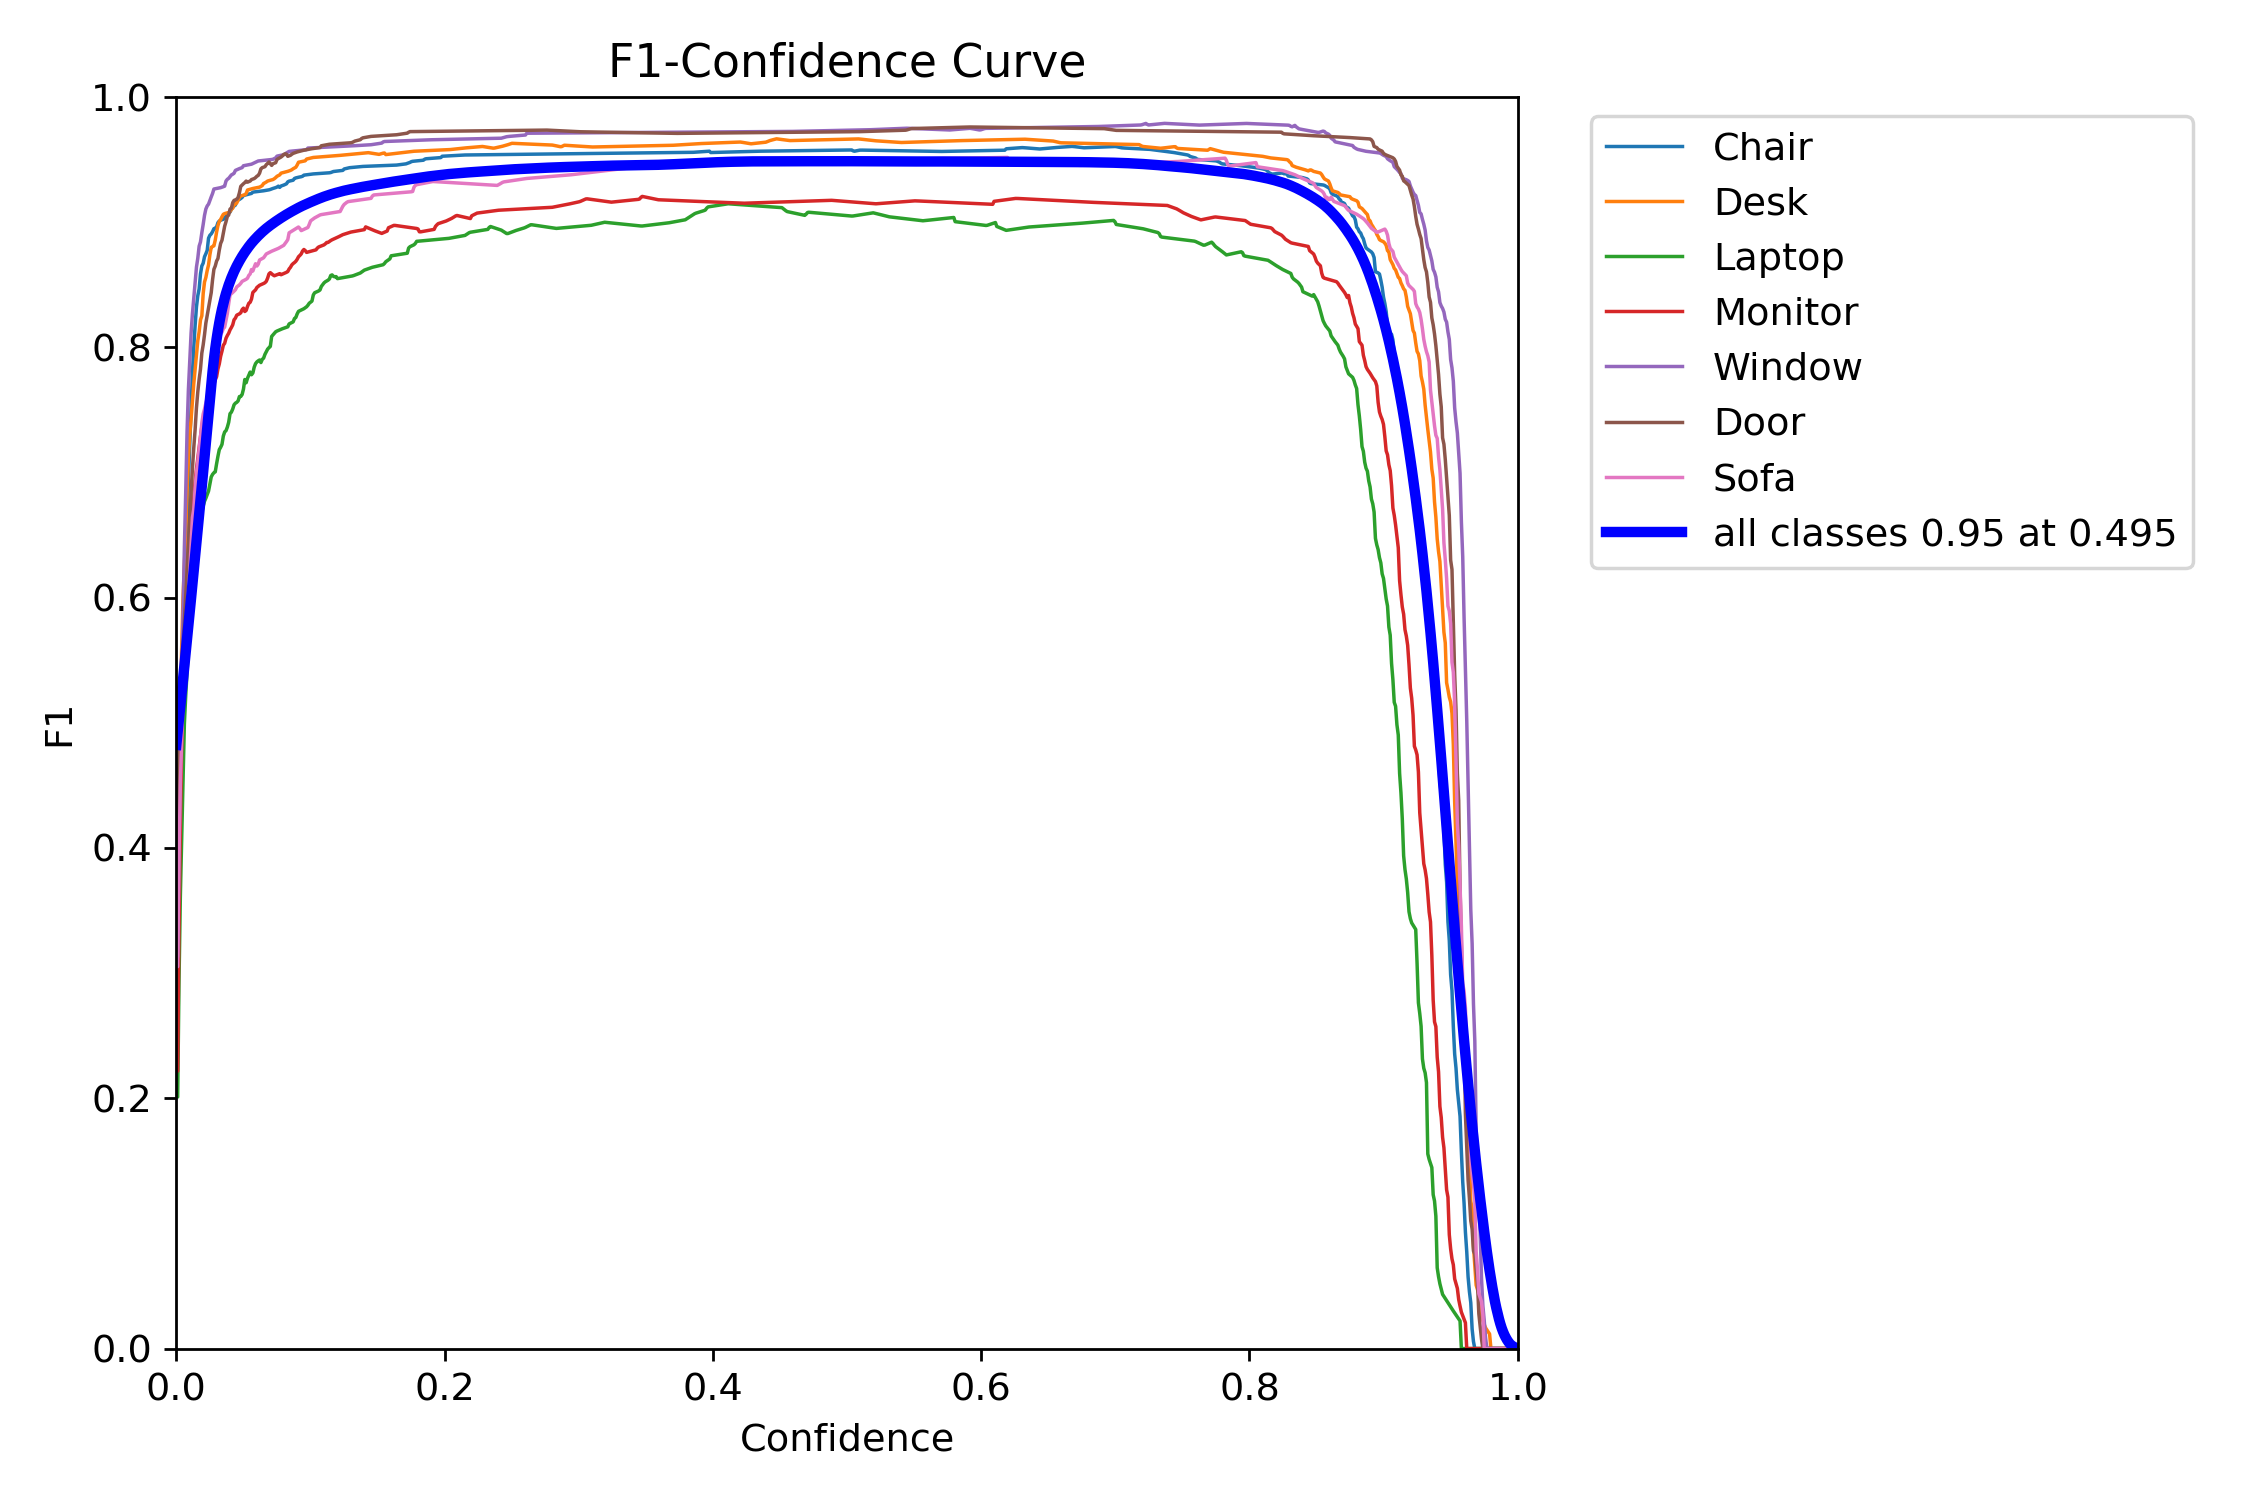 F1-Confidence Curve
1.0
0.8
0.6
0.4
0.2
0.0
F1
0.0 0.2 0.4 0.6 0.8 1.0
Confidence
Chair
Desk
Laptop
Monitor
Window
Door
Sofa
all classes 0.95 at 0.495